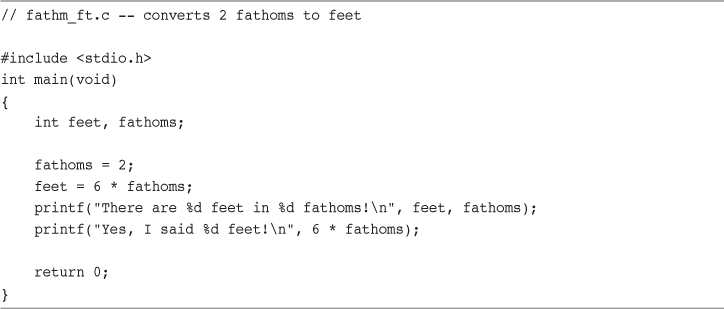 // fathm_ft.c -- converts 2 fathoms to feet
#include <stdio.h>
int main(void)
{
    int feet, fathoms;
    fathoms = 2;
    feet = 6 * fathoms;
    printf("There are %d feet in %d fathoms!\n", feet, fathoms);
    printf("Yes, I said %d feet!\n", 6 * fathoms);
    return 0;
}